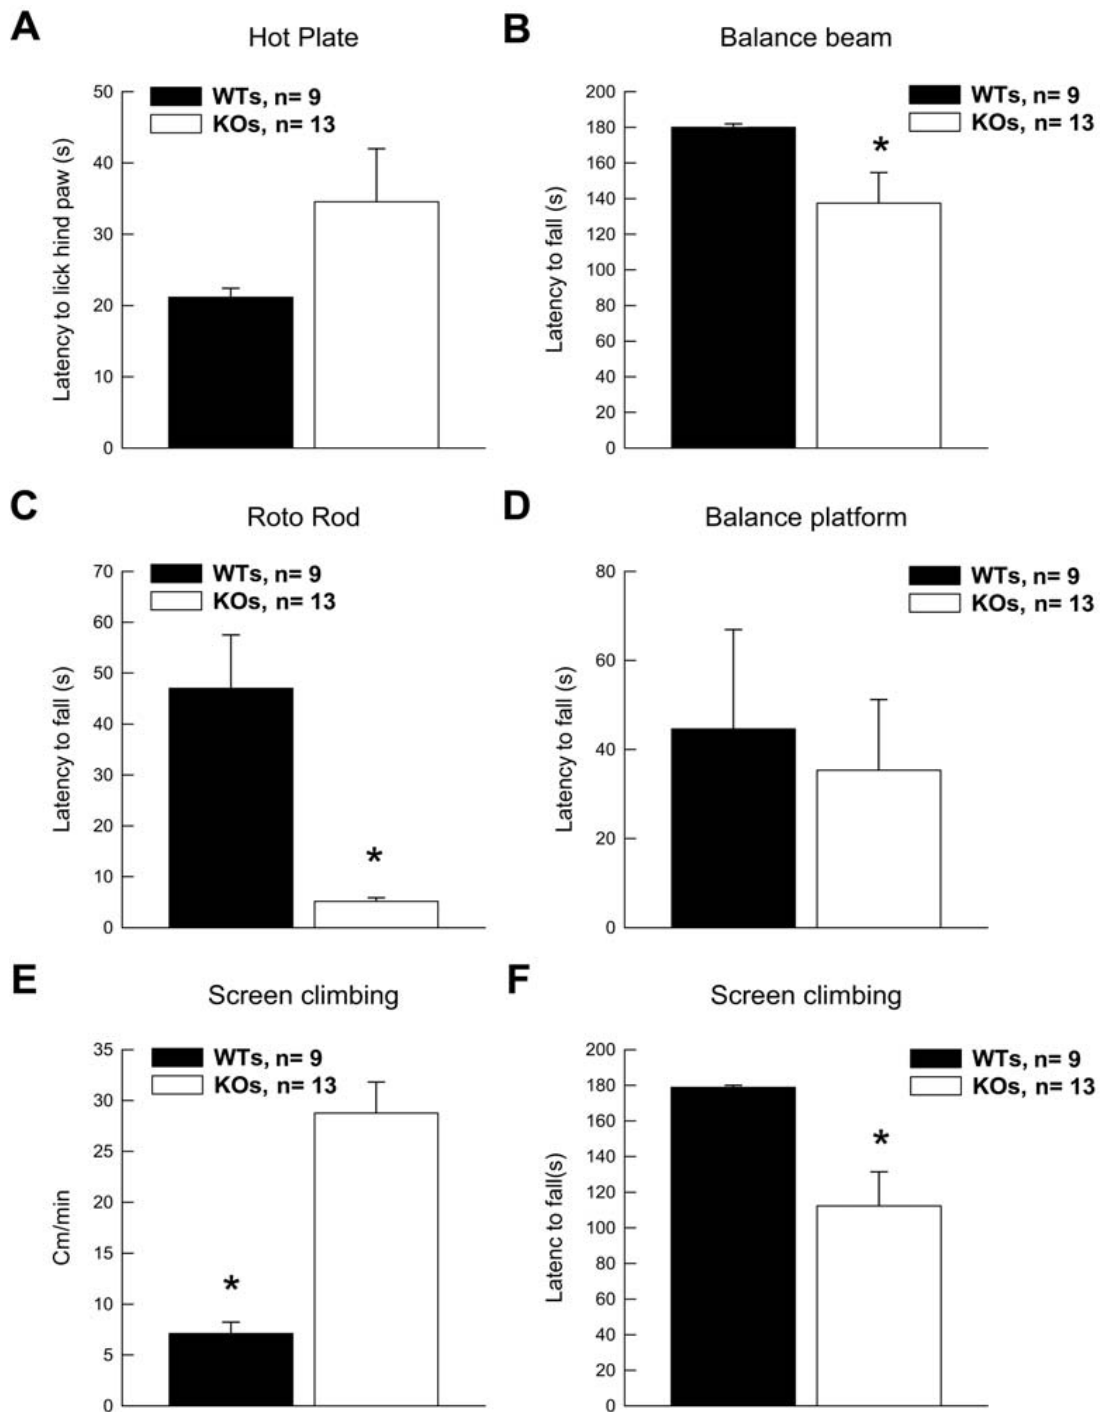 A
Hot Plate
50
40
30
20
10
0
Latency to lick hind paw (s)
WTs, n= 9
KOs, n= 13
B
Balance beam
200
180
160
140
120
100
80
60
40
20
0
Latency to fall (s)
WTs, n= 9
KOs, n= 13
*
C
Roto Rod
70
60
50
40
30
20
10
0
Latency to fall (s)
WTs, n= 9
KOs, n= 13
*
D
Balance platform
80
60
40
20
0
Latency to fall (s)
WTs, n= 9
KOs, n= 13
E
Screen climbing
35
30
25
20
15
10
5
0
Cm/min
WTs, n= 9
KOs, n= 13
*
F
Screen climbing
200
180
160
140
120
100
80
60
40
20
0
Latenc to fall(s)
WTs, n= 9
KOs, n= 13
*